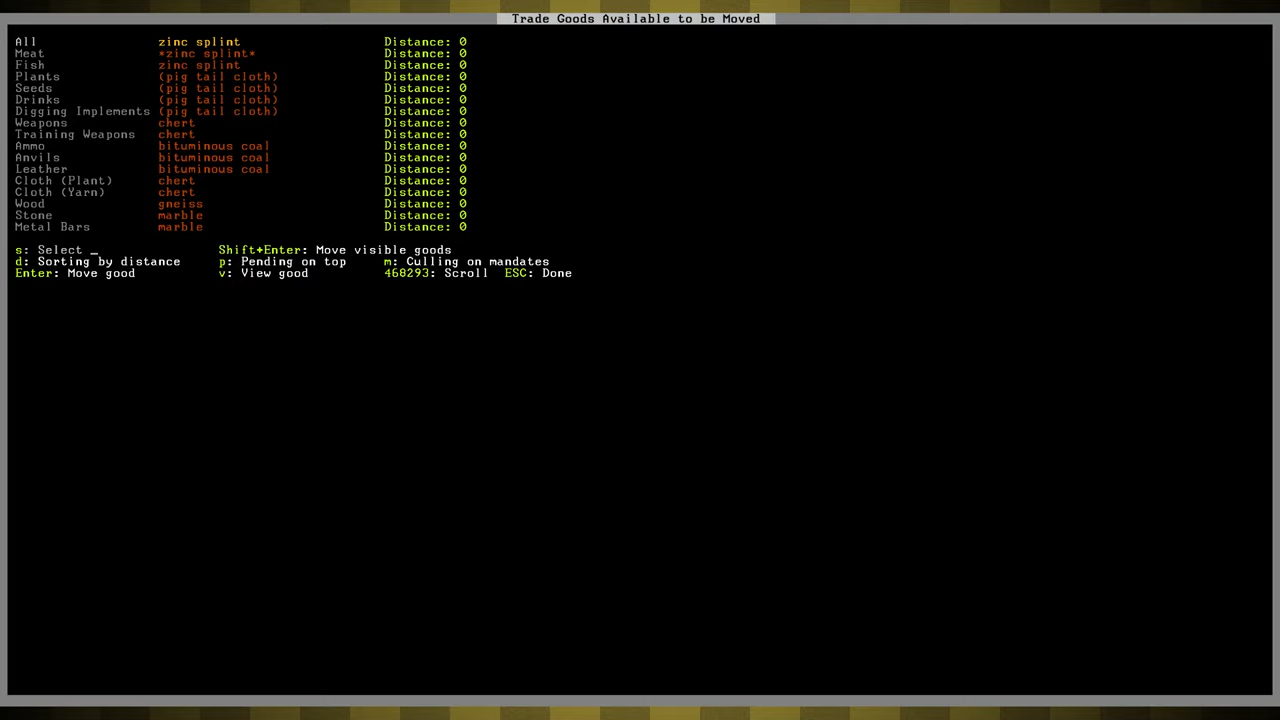 Trade Goods Available to be Moved
All zinc splint Distance: 0
Meat *zinc splint* Distance: 0
Fish zinc splint Distance: 0
Plants (pig tail cloth) Distance: 0
Seeds (pig tail cloth) Distance: 0
Drinks (pig tail cloth) Distance: 0
Digging Implements (pig tail cloth) Distance: 0
Weapons chert Distance: 0
Training Weapons chert Distance: 0
Ammo bituminous coal Distance: 0
Anvils bituminous coal Distance: 0
Leather bituminous coal Distance: 0
Cloth (Plant) chert Distance: 0
Cloth (Yarn) chert Distance: 0
Wood gneiss Distance: 0
Stone marble Distance: 0
Metal Bars marble Distance: 0
s: Select _ Shift+Enter: Move visible goods
d: Sorting by distance p: Pending on top m: Culling on mandates
Enter: Move good v: View good 468293: Scroll ESC: Done